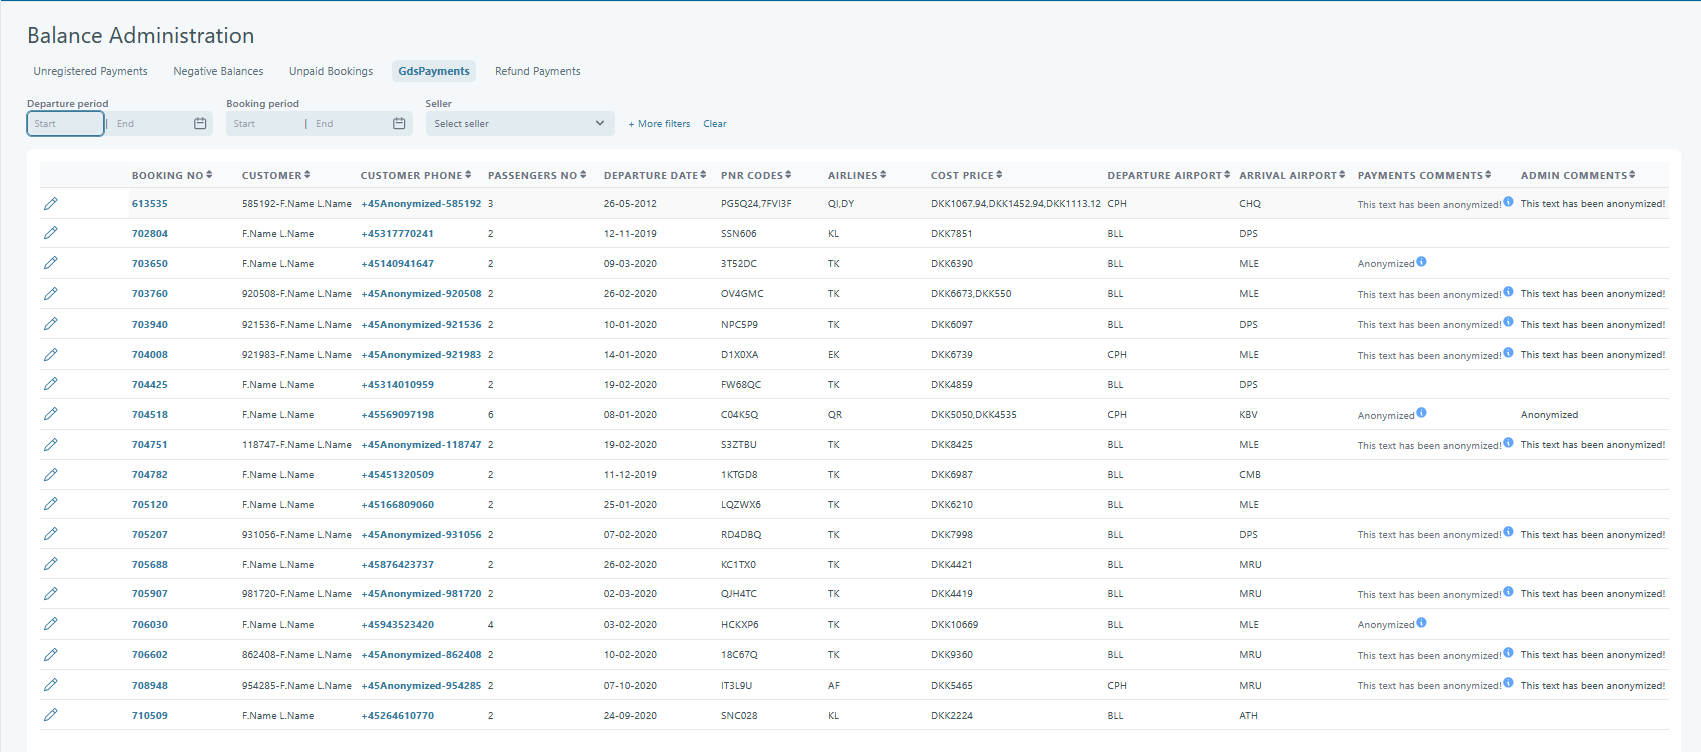 Balance Administration
Unregistered Payments Negative Balances Unpaid Bookings GdsPayments Refund Payments
Departure period Booking period Seller
Start | End Start | End Select seller + More filters Clear
BOOKING NO CUSTOMER CUSTOMER PHONE PASSENGERS NO DEPARTURE DATE PNR CODES AIRLINES COST PRICE DEPARTURE AIRPORT ARRIVAL AIRPORT PAYMENTS COMMENTS ADMIN COMMENTS
613535 585192-F.Name L.Name +45Anonymized-585192 3 26-05-2012 PG5Q24,7FVI3F QI,DY DKK1067.94,DKK1452.94,DKK1113.12 CPH CHQ This text has been anonymized! This text has been anonymized!
702804 F.Name L.Name +45317770241 2 12-11-2019 SSN606 KL DKK7851 BLL DPS
703650 F.Name L.Name +45140941647 2 09-03-2020 3T52DC TK DKK6390 BLL MLE Anonymized
703760 920508-F.Name L.Name +45Anonymized-920508 2 26-02-2020 OV4GMC TK DKK6673,DKK550 BLL MLE This text has been anonymized! This text has been anonymized!
703940 921536-F.Name L.Name +45Anonymized-921536 2 10-01-2020 NPC5P9 TK DKK6097 BLL DPS This text has been anonymized! This text has been anonymized!
704008 921983-F.Name L.Name +45Anonymized-921983 2 14-01-2020 D1X0XA EK DKK6739 CPH MLE This text has been anonymized! This text has been anonymized!
704425 F.Name L.Name +45314010959 2 19-02-2020 FW68QC TK DKK4859 BLL DPS
704518 F.Name L.Name +45569097198 6 08-01-2020 C04K5Q QR DKK5050,DKK4535 CPH KBV Anonymized Anonymized
704751 118747-F.Name L.Name +45Anonymized-118747 2 19-02-2020 S3ZTBU TK DKK8425 BLL MLE This text has been anonymized! This text has been anonymized!
704782 F.Name L.Name +45451320509 2 11-12-2019 1KTGD8 TK DKK6987 BLL CMB
705120 F.Name L.Name +45166809060 2 25-01-2020 LQZWX6 TK DKK6210 BLL MLE
705207 931056-F.Name L.Name +45Anonymized-931056 2 07-02-2020 RD4DBQ TK DKK7998 BLL DPS This text has been anonymized! This text has been anonymized!
705688 F.Name L.Name +45876423737 2 26-02-2020 KC1TX0 TK DKK4421 BLL MRU
705907 981720-F.Name L.Name +45Anonymized-981720 2 02-03-2020 QJH4TC TK DKK4419 BLL MRU This text has been anonymized! This text has been anonymized!
706030 F.Name L.Name +45943523420 4 03-02-2020 HCKXP6 TK DKK10669 BLL MLE Anonymized
706602 862408-F.Name L.Name +45Anonymized-862408 2 10-02-2020 18C67Q TK DKK9360 BLL MRU This text has been anonymized! This text has been anonymized!
708948 954285-F.Name L.Name +45Anonymized-954285 2 07-10-2020 IT3L9U AF DKK5465 CPH MRU This text has been anonymized! This text has been anonymized!
710509 F.Name L.Name +45264610770 2 24-09-2020 SNC028 KL DKK2224 BLL ATH